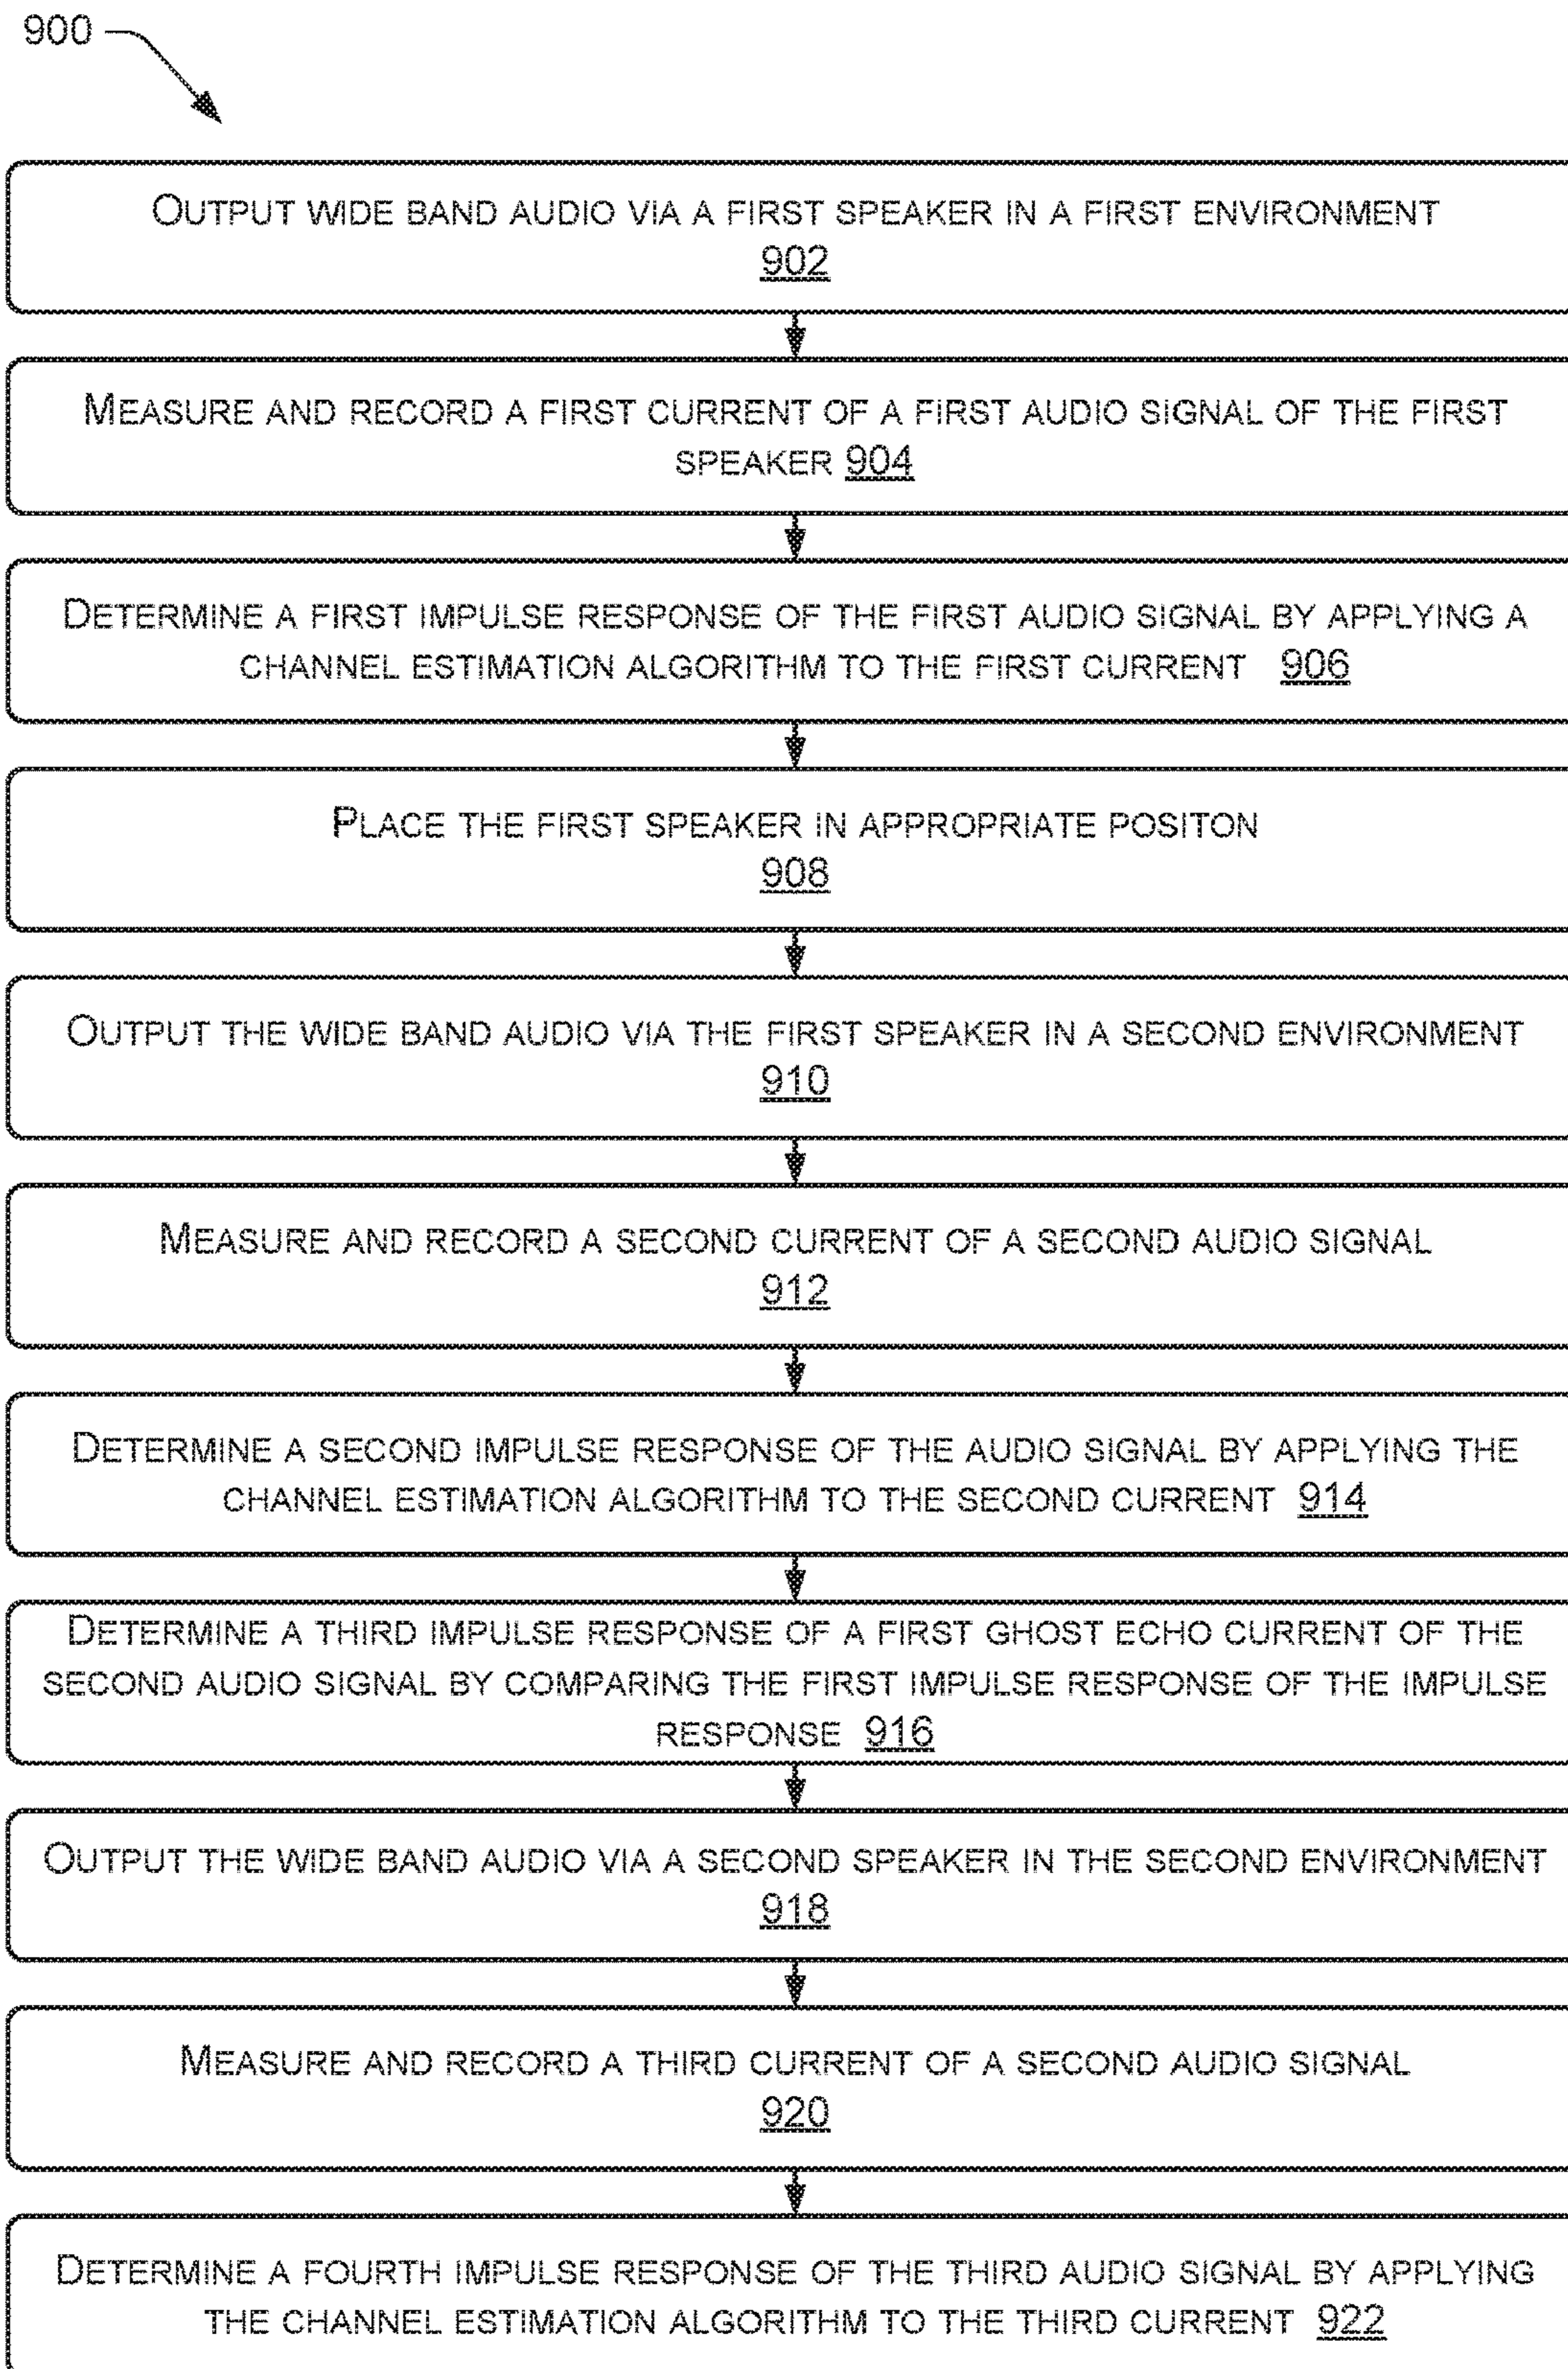 900
OUTPUT WIDE BAND AUDIO VIA A FIRST SPEAKER IN A FIRST ENVIRONMENT
902
MEASURE AND RECORD A FIRST CURRENT OF A FIRST AUDIO SIGNAL OF THE FIRST
SPEAKER 904
DETERMINE A FIRST IMPULSE RESPONSE OF THE FIRST AUDIO SIGNAL BY APPLYING A
CHANNEL ESTIMATION ALGORITHM TO THE FIRST CURRENT 906
PLACE THE FIRST SPEAKER IN APPROPRIATE POSITON
908
OUTPUT THE WIDE BAND AUDIO VIA THE FIRST SPEAKER IN A SECOND ENVIRONMENT
910
MEASURE AND RECORD A SECOND CURRENT OF A SECOND AUDIO SIGNAL
912
DETERMINE A SECOND IMPULSE RESPONSE OF THE AUDIO SIGNAL BY APPLYING THE
CHANNEL ESTIMATION ALGORITHM TO THE SECOND CURRENT 914
DETERMINE A THIRD IMPULSE RESPONSE OF A FIRST GHOST ECHO CURRENT OF THE
SECOND AUDIO SIGNAL BY COMPARING THE FIRST IMPULSE RESPONSE OF THE IMPULSE
RESPONSE 916
OUTPUT THE WIDE BAND AUDIO VIA A SECOND SPEAKER IN THE SECOND ENVIRONMENT
918
MEASURE AND RECORD A THIRD CURRENT OF A SECOND AUDIO SIGNAL
920
DETERMINE A FOURTH IMPULSE RESPONSE OF THE THIRD AUDIO SIGNAL BY APPLYING
THE CHANNEL ESTIMATION ALGORITHM TO THE THIRD CURRENT 922